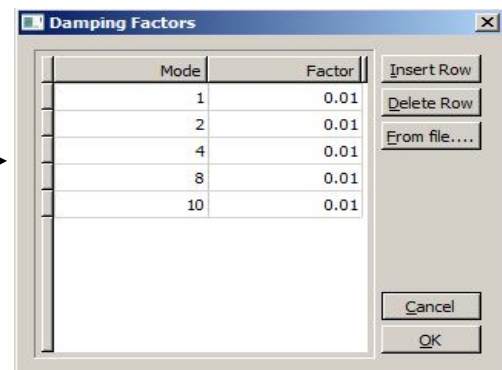 Damping Factors
Mode Factor
1 0.01
2 0.01
4 0.01
8 0.01
10 0.01
Insert Row
Delete Row
From file....
Cancel
OK